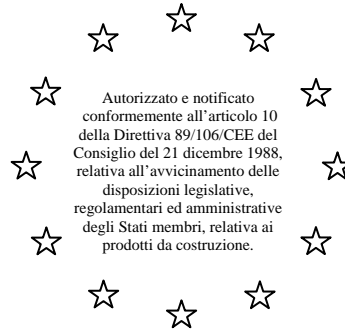 Autorizzato e notificato
conformemente all’articolo 10
della Direttiva 89/106/CEE del
Consiglio del 21 dicembre 1988,
relativa all’avvicinamento delle
disposizioni legislative,
regolamentari ed amministrative
degli Stati membri, relativa ai
prodotti da costruzione.